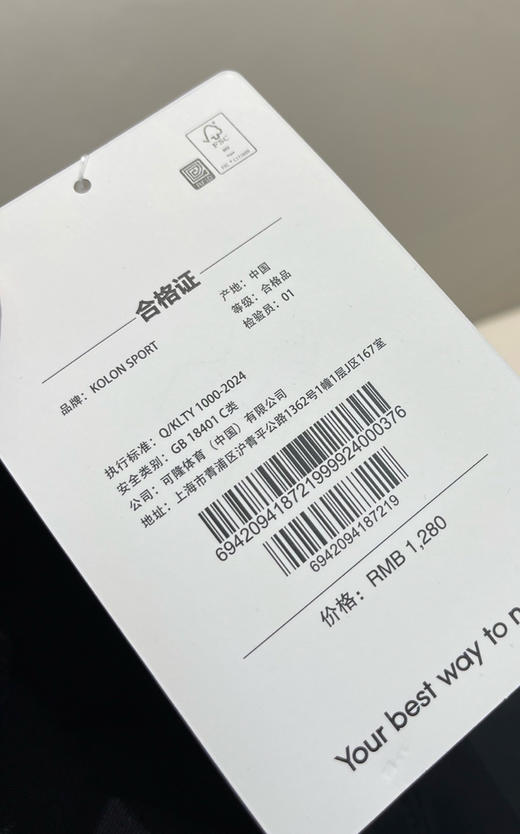 FSC
合格证
产地：中国
等级：合格品
检验员：01
品牌：KOLON SPORT
执行标准：Q/KLTY 1000-2024
安全类别：GB 18401 C类
公司：可隆体育（中国）有限公司
地址：上海市青浦区沪青平公路1362号1幢1层J区167室
6942094187219999240003​76
6942094187219
价格：RMB 1,280
Your best way to n